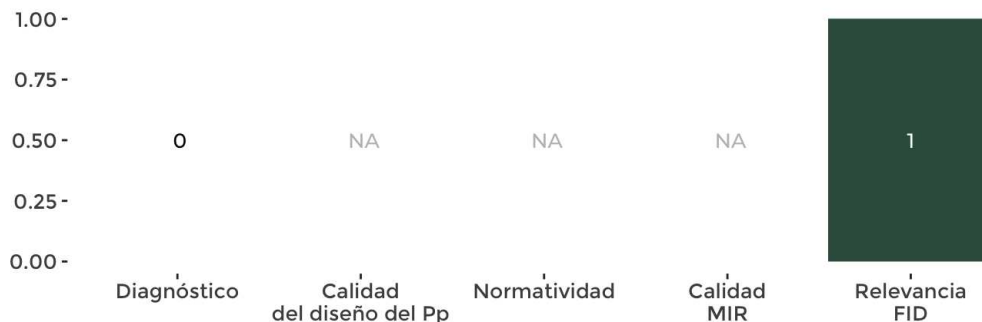 1.00
0.75
0.50
0.25
0.00
0
NA
NA
NA
1
Diagnóstico
Calidad
del diseño del Pp
Normatividad
Calidad
MIR
Relevancia
FID